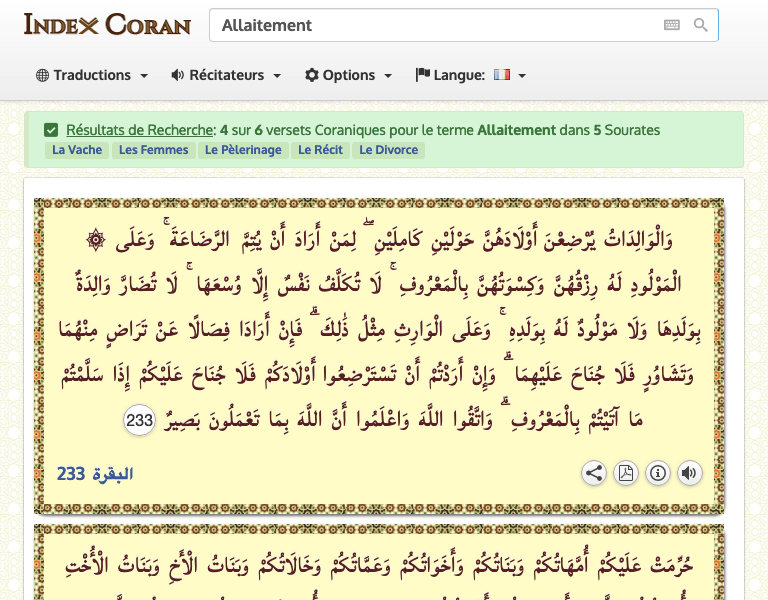 INDEX CORAN
Allaitement
Traductions Récitateurs Options Langue:
Résultats de Recherche: 4 sur 6 versets Coraniques pour le terme Allaitement dans 5 Sourates
La Vache Les Femmes Le Pèlerinage Le Récit Le Divorce
۞ وَالْوَالِدَاتُ يُرْضِعْنَ أَوْلَادَهُنَّ حَوْلَيْنِ كَامِلَيْنِ ۖ لِمَنْ أَرَادَ أَنْ يُتِمَّ الرَّضَاعَةَ ۚ وَعَلَى
الْمَوْلُودِ لَهُ رِزْقُهُنَّ وَكِسْوَتُهُنَّ بِالْمَعْرُوفِ ۚ لَا تُكَلَّفُ نَفْسٌ إِلَّا وُسْعَهَا ۚ لَا تُضَارَّ وَالِدَةٌ
بِوَلَدِهَا وَلَا مَوْلُودٌ لَهُ بِوَلَدِهِ ۚ وَعَلَى الْوَارِثِ مِثْلُ ذَٰلِكَ ۗ فَإِنْ أَرَادَا فِصَالًا عَنْ تَرَاضٍ مِنْهُمَا
وَتَشَاوُرٍ فَلَا جُنَاحَ عَلَيْهِمَا ۗ وَإِنْ أَرَدْتُمْ أَنْ تَسْتَرْضِعُوا أَوْلَادَكُمْ فَلَا جُنَاحَ عَلَيْكُمْ إِذَا سَلَّمْتُمْ
مَا آتَيْتُمْ بِالْمَعْرُوفِ ۗ وَاتَّقُوا اللَّهَ وَاعْلَمُوا أَنَّ اللَّهَ بِمَا تَعْمَلُونَ بَصِيرٌ 233
البقرة 233
حُرِّمَتْ عَلَيْكُمْ أُمَّهَاتُكُمْ وَبَنَاتُكُمْ وَأَخَوَاتُكُمْ وَعَمَّاتُكُمْ وَخَالَاتُكُمْ وَبَنَاتُ الْأَخِ وَبَنَاتُ الْأُخْتِ